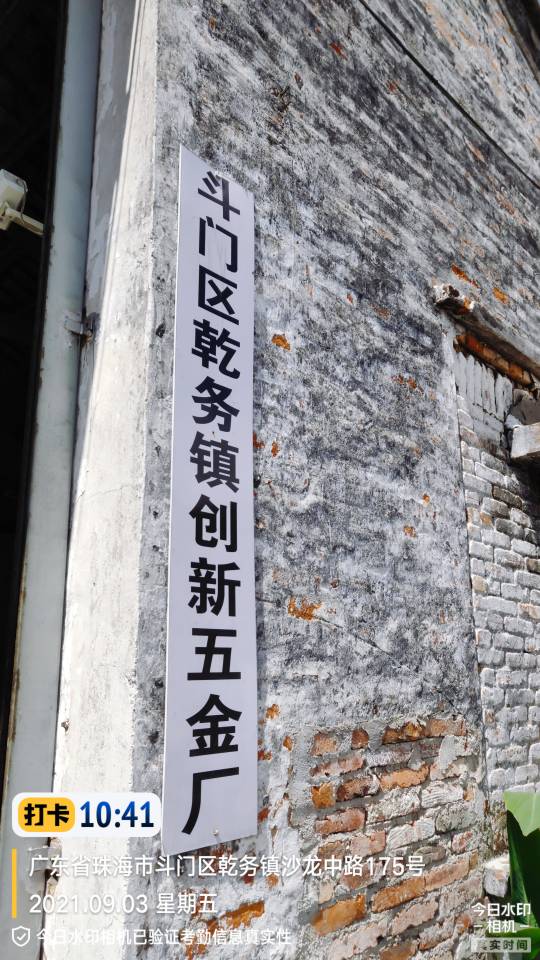 斗门区乾务镇创新五金厂
打卡 10:41
广东省珠海市斗门区乾务镇沙龙中路175号
2021.09.03 星期五
今日水印相机已验证考勤信息真实性
今日水印
相机
真实时间